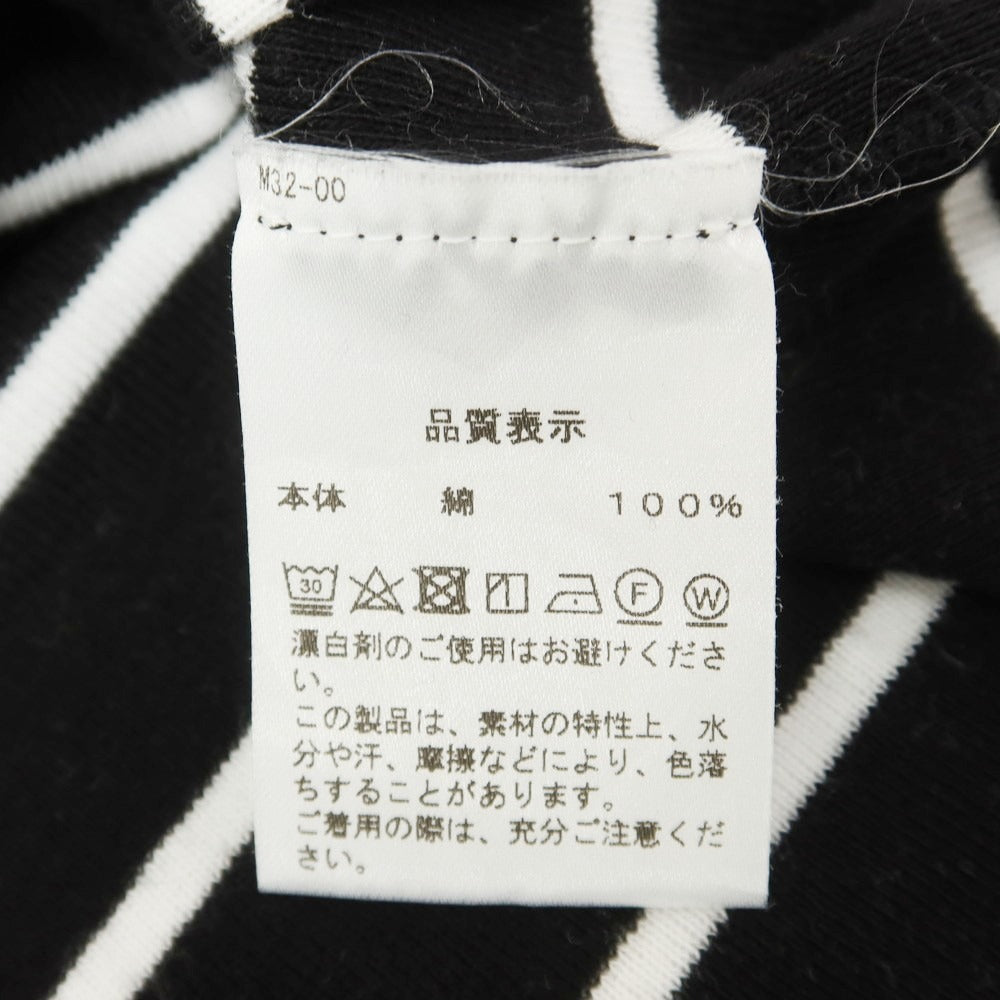 M32-00
品質表示
本体 綿 100%
30 F W
漂白剤のご使用はお避けくださ
い。
この製品は、素材の特性上、水
分や汗、摩擦などにより、色落
ちすることがあります。
ご着用の際は、充分ご注意くだ
さい。